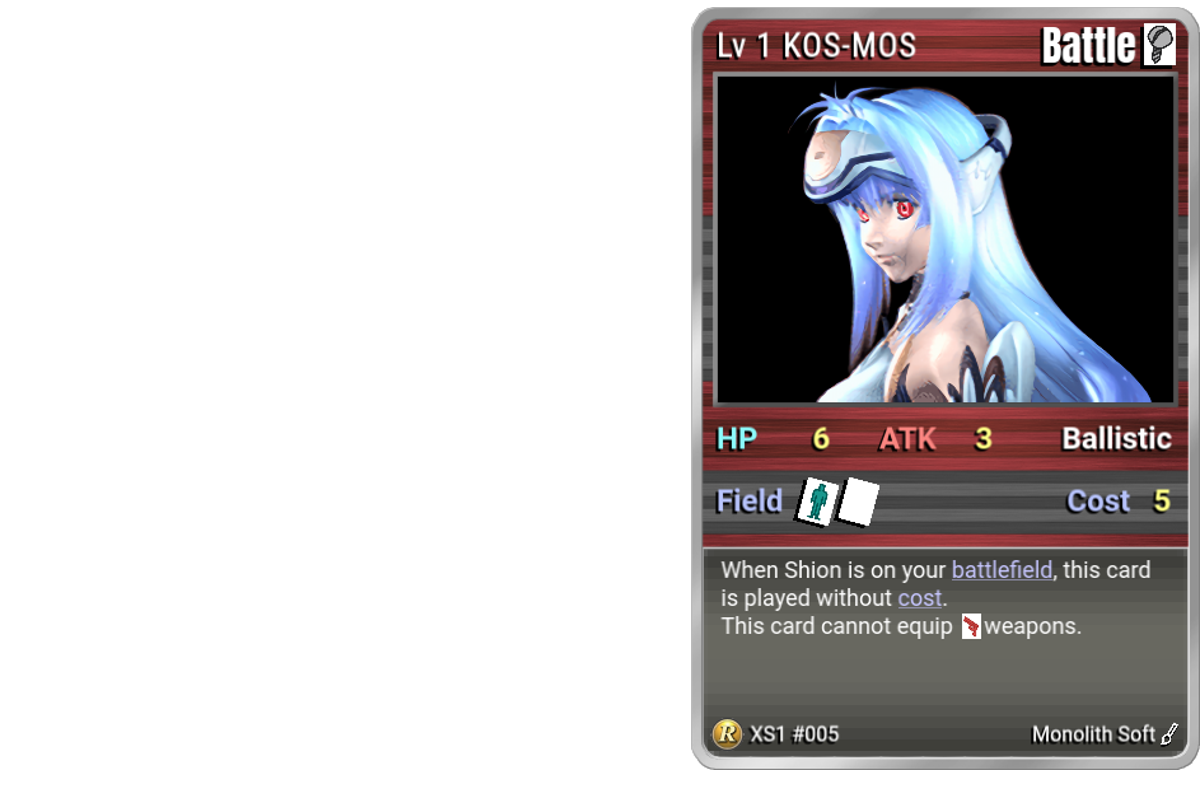 Lv 1 KOS-MOS Battle
HP 6 ATK 3 Ballistic
Field Cost 5
When Shion is on your battlefield, this card
is played without cost.
This card cannot equip weapons.
R XS1 #005 Monolith Soft